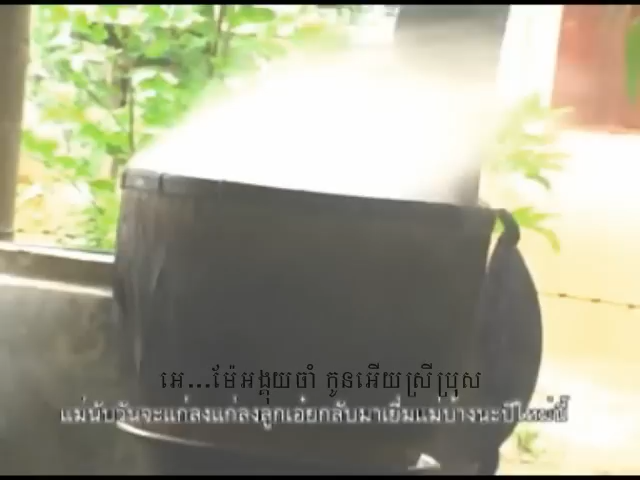 អេ...ម៉ែអង្គុយចាំ កូនអើយស្រីប្រុស
แม่นับวันจะแก่ลงแก่ลงลูกเอ๋ยกลับมาเยี่ยมแม่บ้างนะปีใหม่นี้